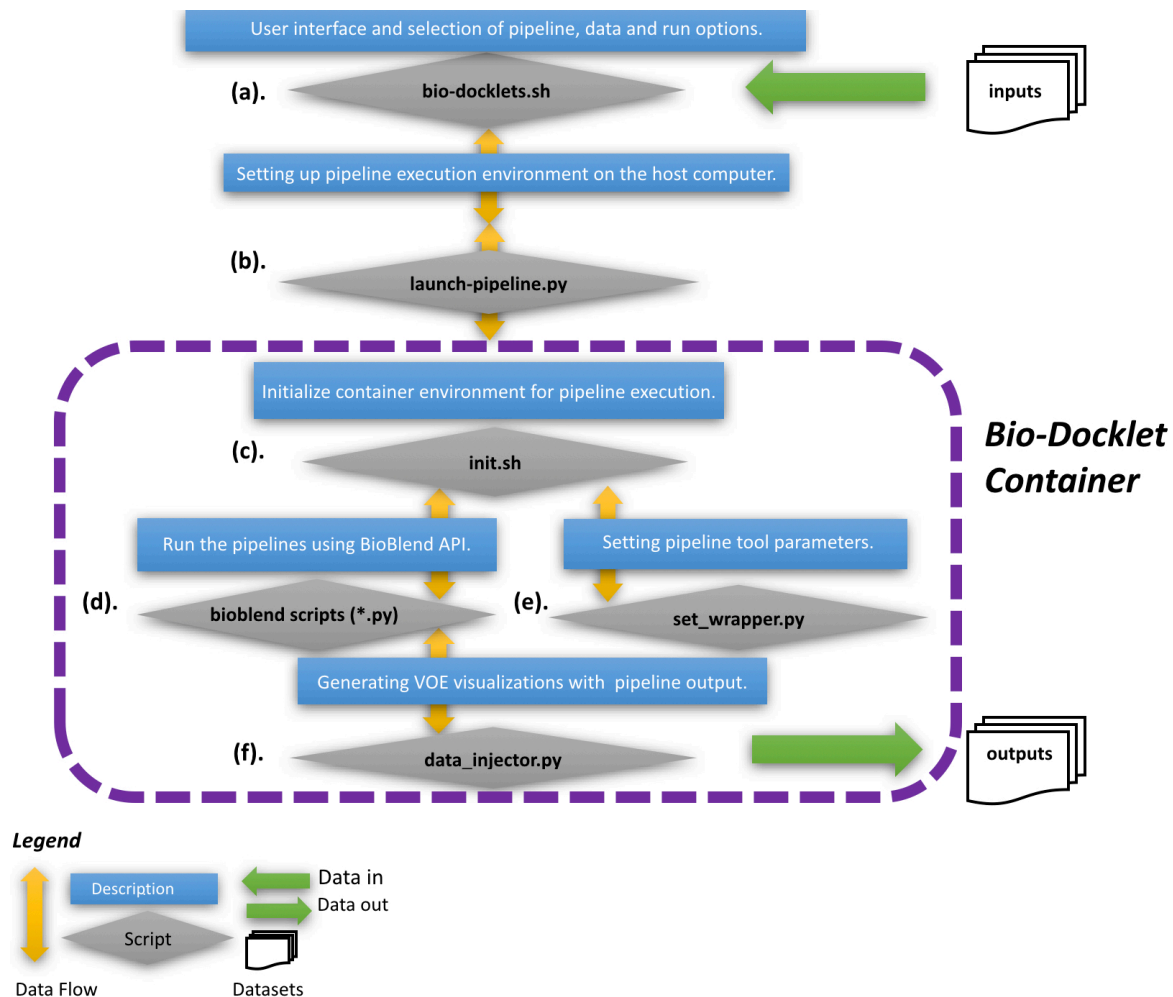 User interface and selection of pipeline, data and run options.
(a).
bio-docklets.sh
inputs
Setting up pipeline execution environment on the host computer.
(b).
launch-pipeline.py
Initialize container environment for pipeline execution.
Bio-Docklet
Container
(c).
init.sh
Run the pipelines using BioBlend API.
Setting pipeline tool parameters.
(d).
bioblend scripts (*.py)
(e).
set_wrapper.py
Generating VOE visualizations with pipeline output.
(f).
data_injector.py
outputs
Legend
Description
Data in
Data out
Script
Data Flow
Datasets